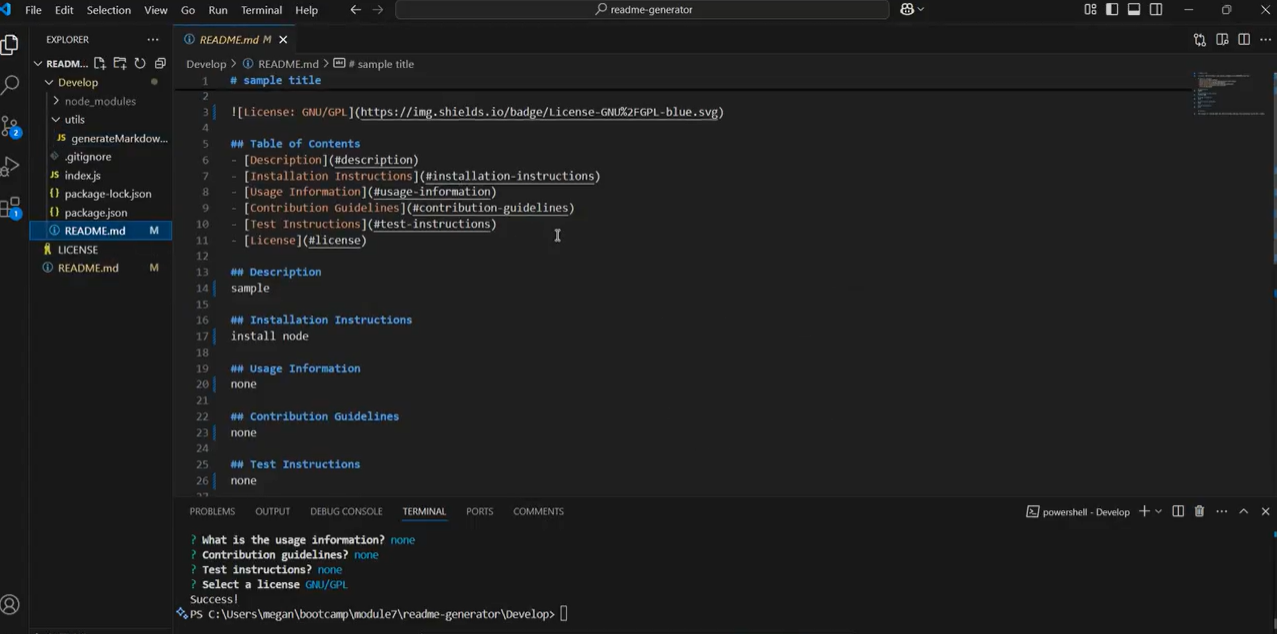 File Edit Selection View Go Run Terminal Help readme-generator
EXPLORER
README.md M
READM...
Develop > README.md > # sample title
Develop
node_modules
utils
JS generateMarkdow...
.gitignore
JS index.js
{} package-lock.json
{} package.json
README.md M
LICENSE
README.md M
2
1
1 # sample title
2
3 ![License: GNU/GPL](https://img.shields.io/badge/License-GNU%2FGPL-blue.svg)
4
5 ## Table of Contents
6 - [Description](#description)
7 - [Installation Instructions](#installation-instructions)
8 - [Usage Information](#usage-information)
9 - [Contribution Guidelines](#contribution-guidelines)
10 - [Test Instructions](#test-instructions)
11 - [License](#license)
12
13 ## Description
14 sample
15
16 ## Installation Instructions
17 install node
18
19 ## Usage Information
20 none
21
22 ## Contribution Guidelines
23 none
24
25 ## Test Instructions
26 none
PROBLEMS OUTPUT DEBUG CONSOLE TERMINAL PORTS COMMENTS
powershell - Develop
? What is the usage information? none
? Contribution guidelines? none
? Test instructions? none
? Select a license GNU/GPL
Success!
PS C:\Users\megan\bootcamp\module7\readme-generator\Develop>